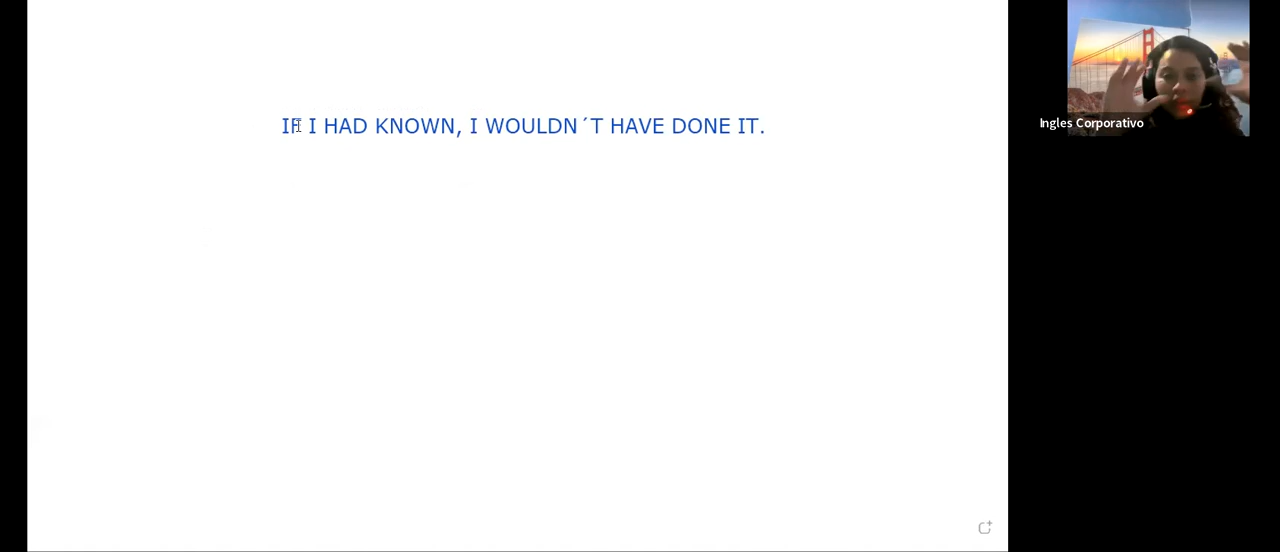 IF I HAD KNOWN, I WOULDN´T HAVE DONE IT.
Ingles Corporativo